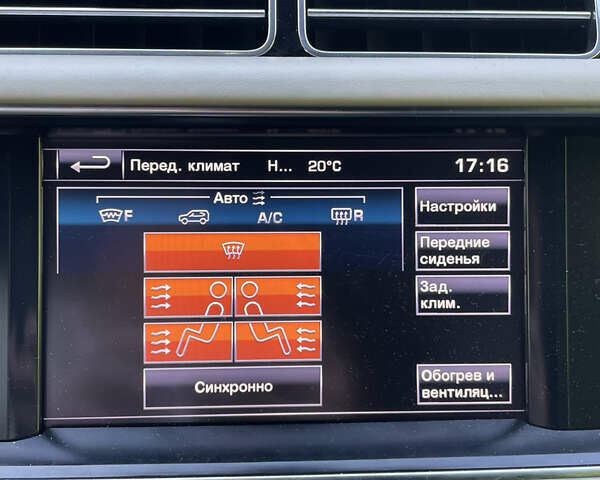 Перед. климат Н... 20°C 17:16
Авто
F A/C R
Настройки
Передние
сиденья
Зад.
клим.
Синхронно
Обогрев и
вентиляц...